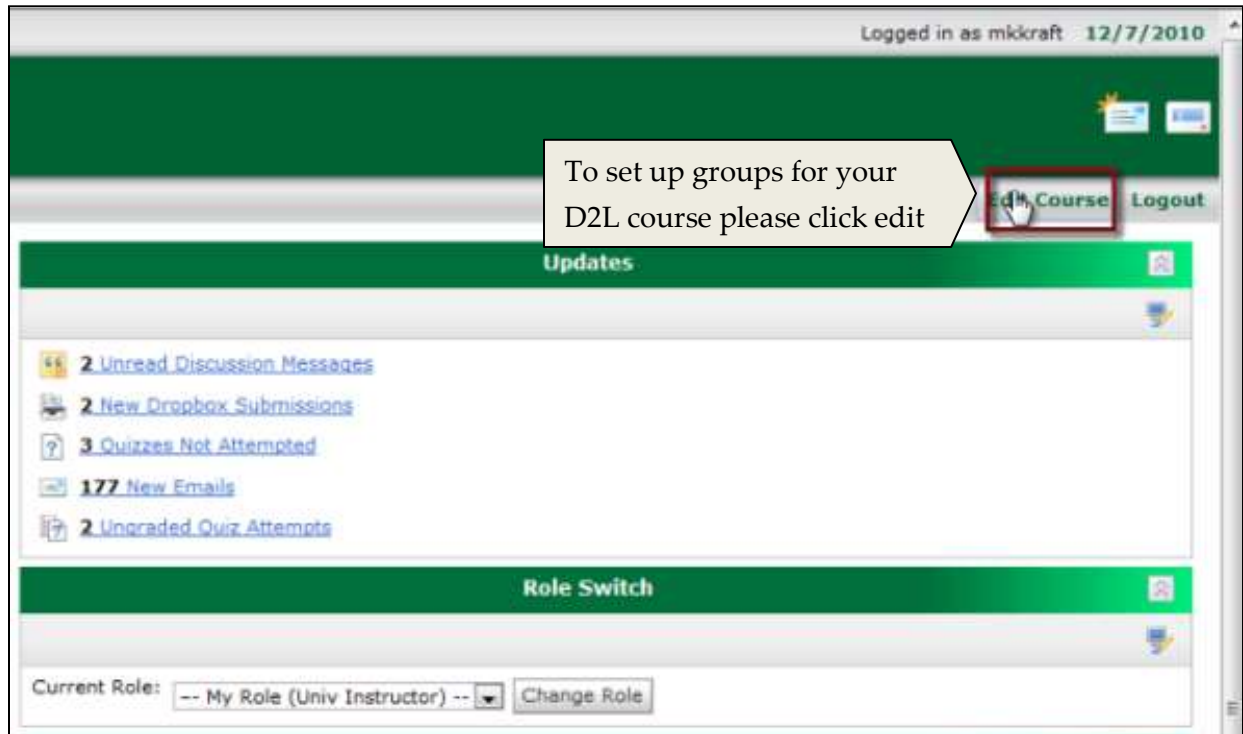 Logged in as mkkraft 12/7/2010
To set up groups for your
D2L course please click edit
Edit Course Logout
Updates
2 Unread Discussion Messages
2 New Dropbox Submissions
3 Quizzes Not Attempted
177 New Emails
2 Ungraded Quiz Attempts
Role Switch
Current Role: -- My Role (Univ Instructor) -- Change Role